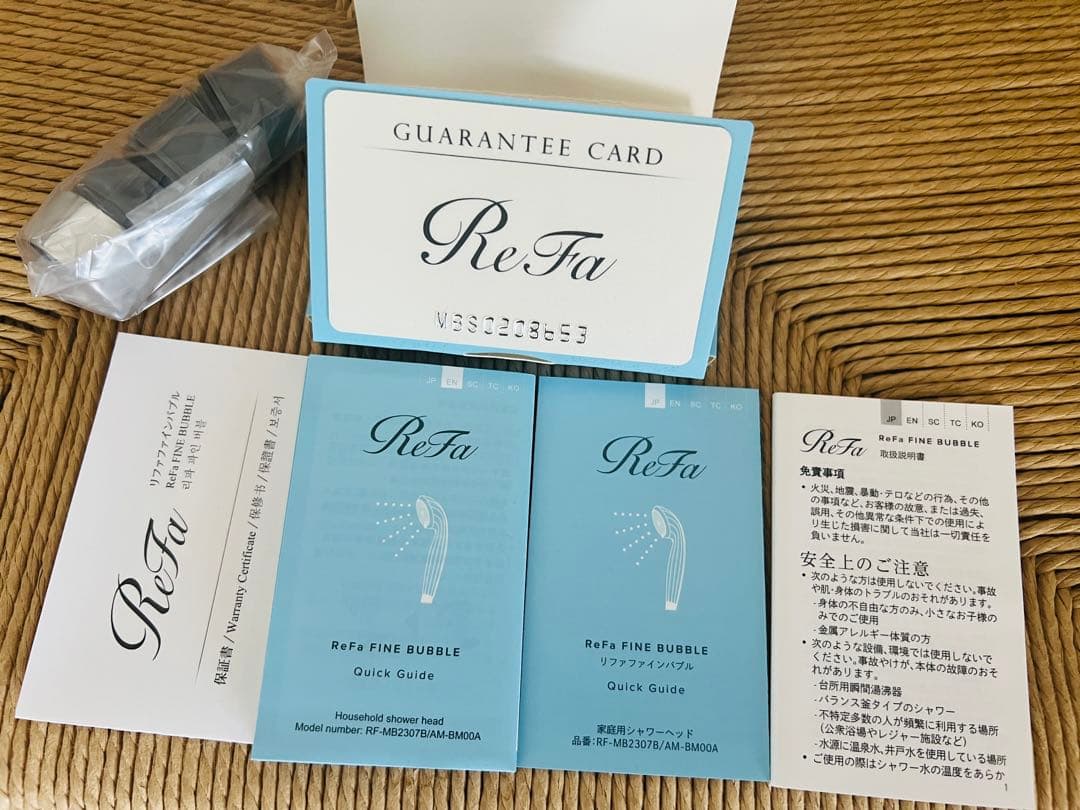 GUARANTEE CARD
ReFa
MBS0208653
リファファインバブル
ReFa FINE BUBBLE
리파 파인 버블
ReFa
保証書 / Warranty Certificate / 保修书 / 保證書 / 보증서
JP EN SC TC KO
ReFa
ReFa FINE BUBBLE
Quick Guide
Household shower head
Model number: RF-MB2307B/AM-BM00A
JP EN SC TC KO
ReFa
ReFa FINE BUBBLE
リファファインバブル
Quick Guide
家庭用シャワーヘッド
品番：RF-MB2307B/AM-BM00A
JP EN SC TC KO
ReFa
ReFa FINE BUBBLE
取扱説明書
免責事項
• 火災、地震、暴動・テロなどの行為、その他
の事項など、お客様の故意、または過失、
誤用、その他異常な条件下での使用によ
り生じた損害に関して当社は一切責任を
負いません。
安全上のご注意
• 次のような方は使用しないでください。事故
や肌・身体のトラブルのおそれがあります。
- 身体の不自由な方のみ、小さなお子様の
みでのご使用
- 金属アレルギー体質の方
• 次のような設備、環境では使用しないで
ください。事故やけが、本体の故障のおそ
れがあります。
- 台所用瞬間湯沸器
- バランス釜タイプのシャワー
- 不特定多数の人が頻繁に利用する場所
（公衆浴場やレジャー施設など）
- 水源に温泉水、井戸水を使用している場所
• ご使用の際はシャワー水の温度をあらか
1